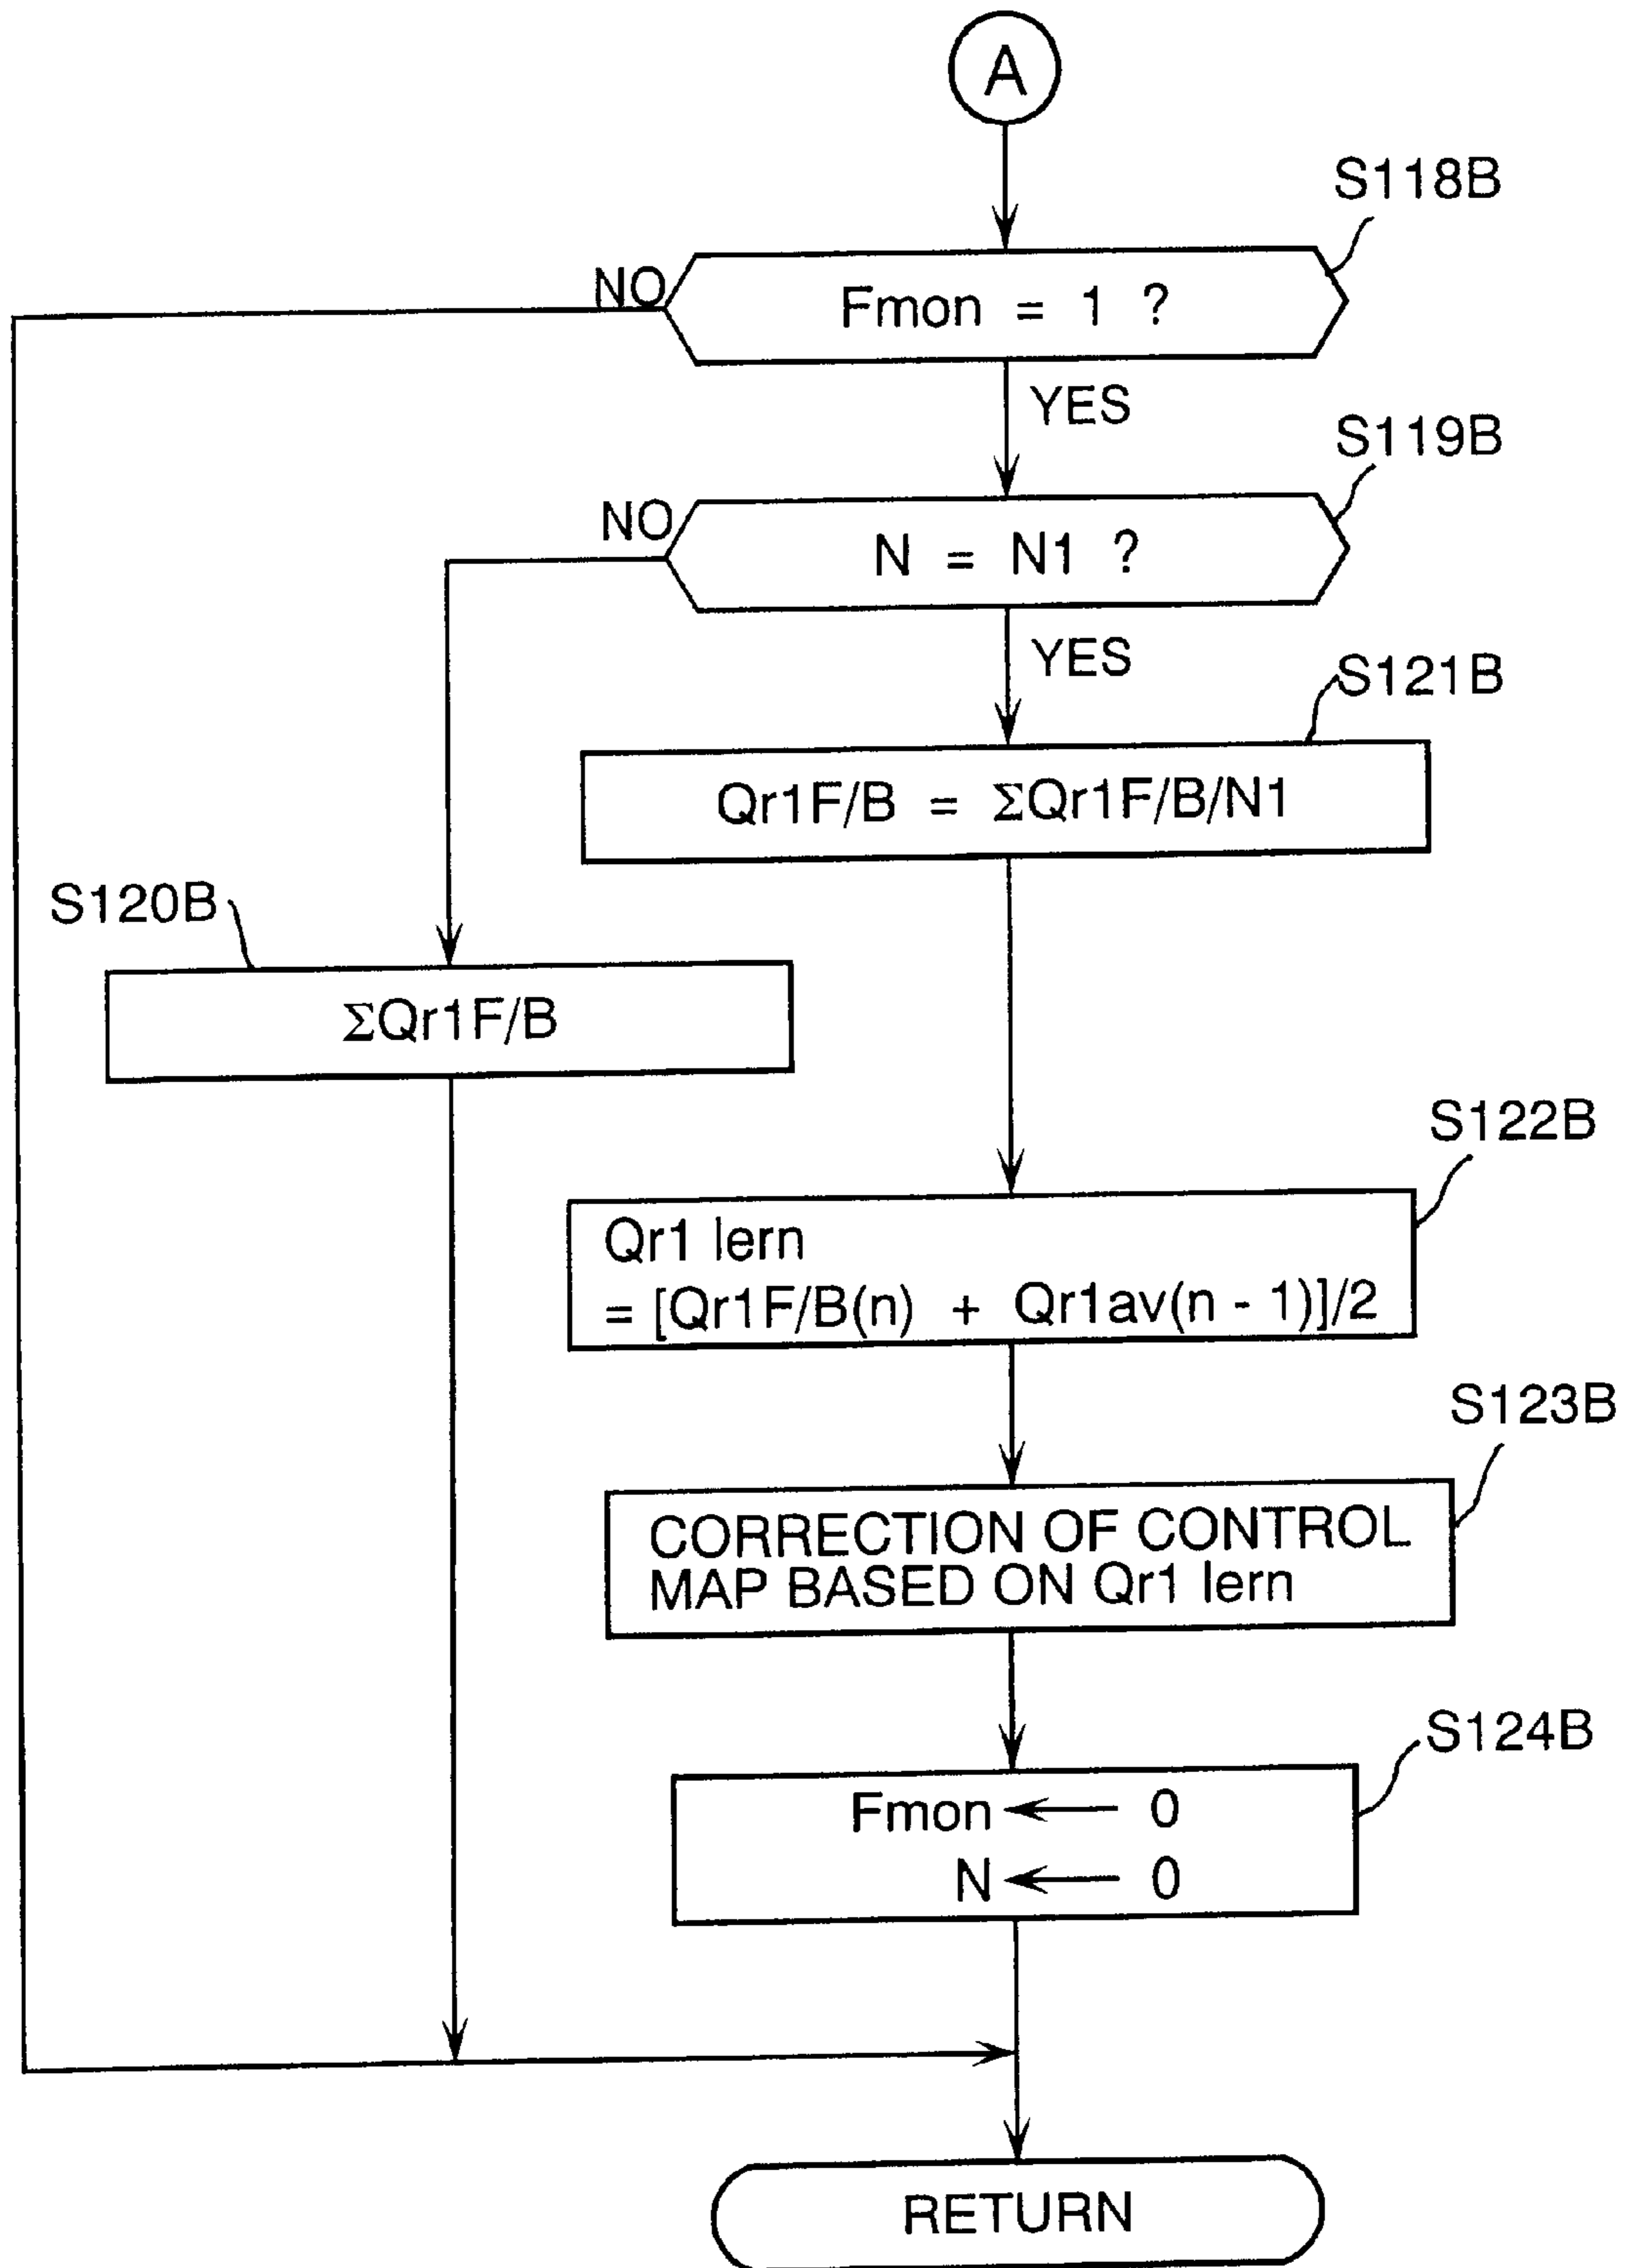 A
S118B
NO
Fmon = 1 ?
YES
S119B
NO
N = N1 ?
YES
S121B
Qr1F/B = ΣQr1F/B/N1
S120B
ΣQr1F/B
S122B
Qr1 lern
= [Qr1F/B(n) + Qr1av(n - 1)]/2
S123B
CORRECTION OF CONTROL
MAP BASED ON Qr1 lern
S124B
Fmon ← 0
N ← 0
RETURN